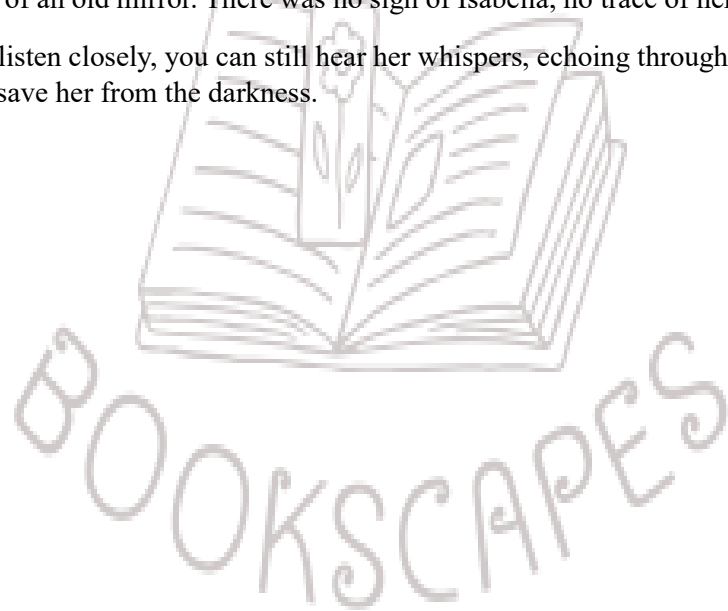 of an old mirror. There was no sign of Isabella, no trace of her
listen closely, you can still hear her whispers, echoing through
save her from the darkness.
BOOKSCAPES